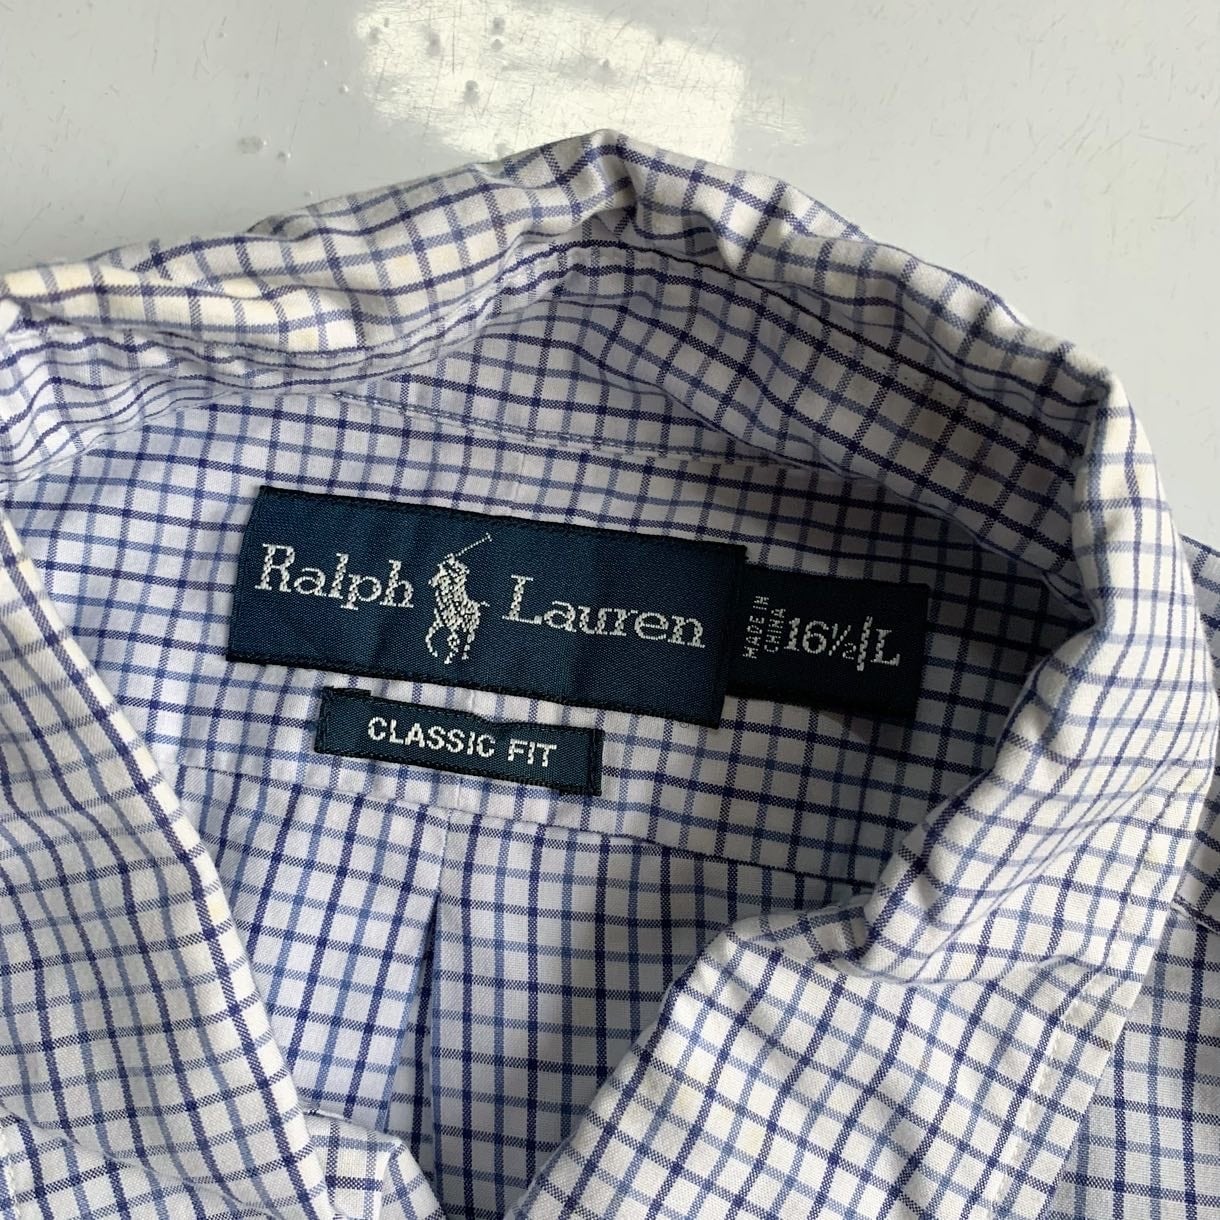 Ralph Lauren
MADE IN
CHINA
16½ L
CLASSIC FIT